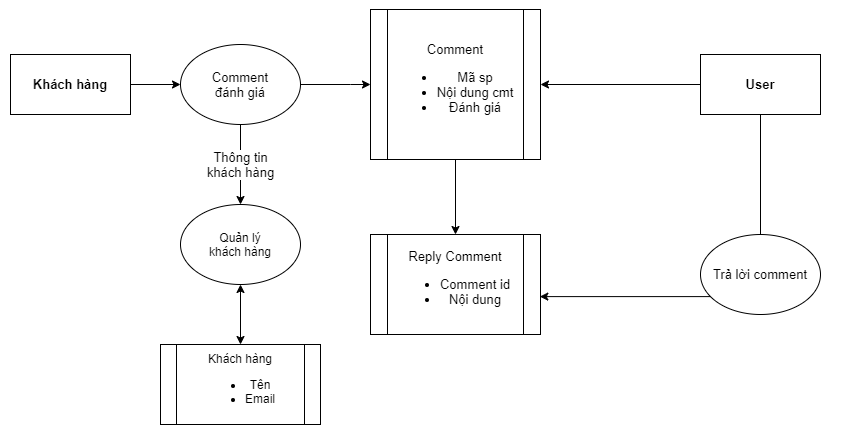 Khách hàng
Comment
đánh giá
Comment
Mã sp
Nội dung cmt
Đánh giá
User
Thông tin
khách hàng
Quản lý
khách hàng
Reply Comment
Comment id
Nội dung
Trả lời comment
Khách hàng
Tên
Email